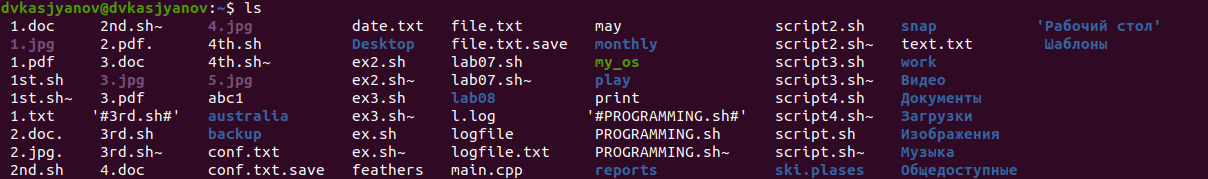 dvkasjyanov@dvkasjyanov:~$ ls
1.doc 2nd.sh~ 4.jpg date.txt file.txt may script2.sh snap 'Рабочий стол'
1.jpg 2.pdf. 4th.sh Desktop file.txt.save monthly script2.sh~ text.txt Шаблоны
1.pdf 3.doc 4th.sh~ ex2.sh lab07.sh my_os script3.sh work
1st.sh 3.jpg 5.jpg ex2.sh~ lab07.sh~ play script3.sh~ Видео
1st.sh~ 3.pdf abc1 ex3.sh lab08 print script4.sh Документы
1.txt '#3rd.sh#' australia ex3.sh~ l.log '#PROGRAMMING.sh#' script4.sh~ Загрузки
2.doc. 3rd.sh backup ex.sh logfile PROGRAMMING.sh script.sh Изображения
2.jpg. 3rd.sh~ conf.txt ex.sh~ logfile.txt PROGRAMMING.sh~ script.sh~ Музыка
2nd.sh 4.doc conf.txt.save feathers main.cpp reports ski.plases Общедоступные